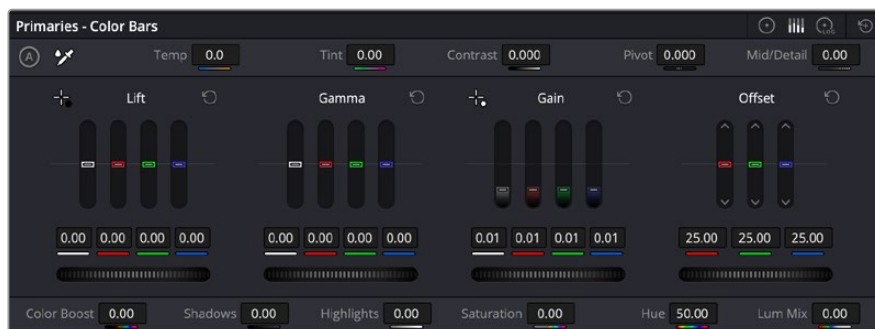 Primaries - Color Bars
LOG
A Temp 0.0 Tint 0.00 Contrast 0.000 Pivot 0.000 Mid/Detail 0.00
Lift Gamma Gain Offset
0.00 0.00 0.00 0.00 0.00 0.00 0.00 0.00 0.01 0.01 0.01 0.01 25.00 25.00 25.00
Color Boost 0.00 Shadows 0.00 Highlights 0.00 Saturation 0.00 Hue 50.00 Lum Mix 0.00